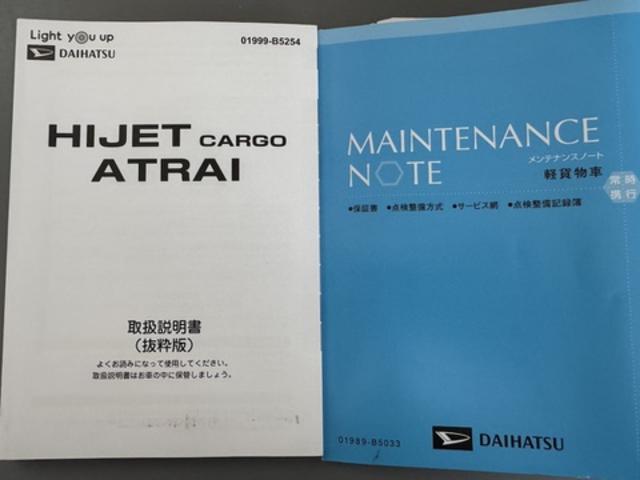 Light you up
DAIHATSU
01999-B5254
HIJET CARGO
ATRAI
取扱説明書
（抜粋版）
よくお読みになって使用してください。
取扱説明書はお車の中に保管しましょう。
MAINTENANCE
NOTE
メンテナンスノート
軽貨物車
常時
携行
●保証書 ●点検整備方式 ●サービス網 ●点検整備記録簿
01989-B5033
DAIHATSU